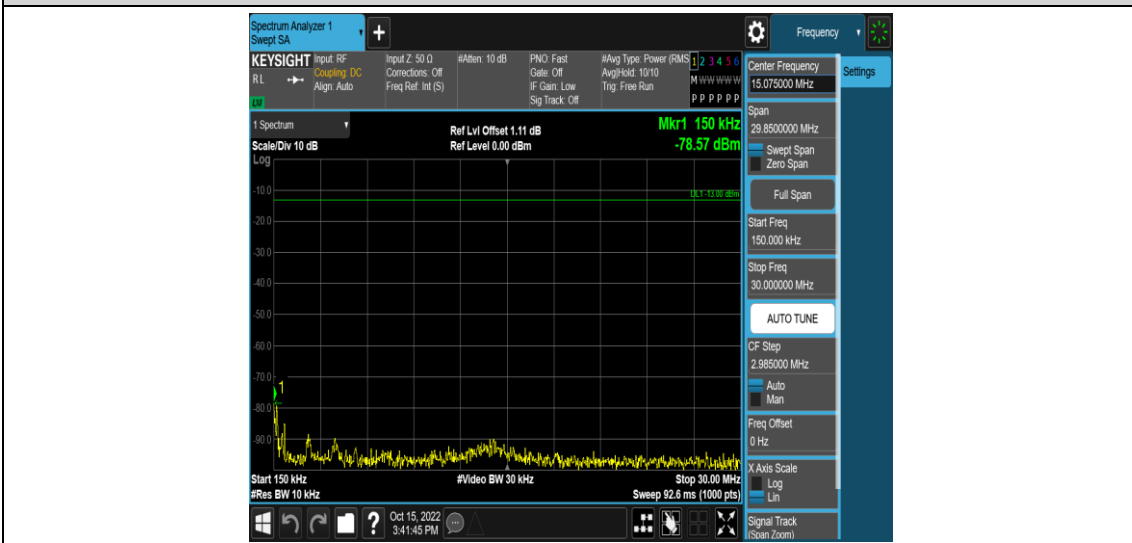 Spectrum Analyzer 1
Swept SA
+
Frequency
KEYSIGHT
R L
LXI
Input: RF
Coupling: DC
Align: Auto
Input Z: 50 Ω
Corrections: Off
Freq Ref: Int (S)
#Atten: 10 dB
PNO: Fast
Gate: Off
IF Gain: Low
Sig Track: Off
#Avg Type: Power (RMS
Avg|Hold: 10/10
Trig: Free Run
1 2 3 4 5 6
M W W W W W
P P P P P P
1 Spectrum
Scale/Div 10 dB
Ref Lvl Offset 1.11 dB
Ref Level 0.00 dBm
Mkr1 150 kHz
-78.57 dBm
Log
DL1 -13.00 dBm
-10.0
-20.0
-30.0
-40.0
-50.0
-60.0
-70.0
-80.0
-90.0
1
Start 150 kHz
#Video BW 30 kHz
Stop 30.00 MHz
#Res BW 10 kHz
Sweep 92.6 ms (1000 pts)
?
Oct 15, 2022
3:41:45 PM
Center Frequency
15.075000 MHz
Settings
Span
29.8500000 MHz
Swept Span
Zero Span
Full Span
Start Freq
150.000 kHz
Stop Freq
30.000000 MHz
AUTO TUNE
CF Step
2.985000 MHz
Auto
Man
Freq Offset
0 Hz
X Axis Scale
Log
Lin
Signal Track
(Span Zoom)